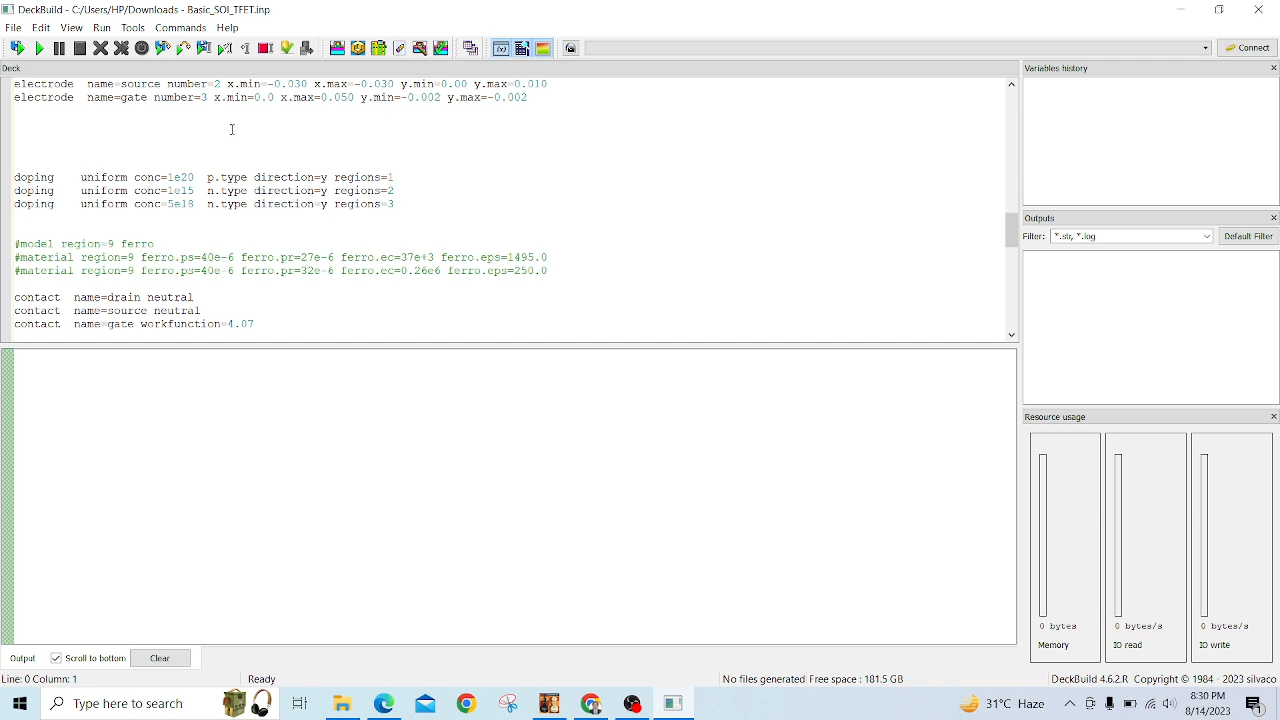 DeckBuild - C:/Users/HP/Downloads - Basic_SOI_TFET.inp
File Edit View Run Tools Commands Help
Connect
Deck
Variables history
electrode name=source number=2 x.min=-0.030 x.max=-0.030 y.min=0.00 y.max=0.010
electrode name=gate number=3 x.min=0.0 x.max=0.050 y.min=-0.002 y.max=-0.002
doping uniform conc=1e20 p.type direction=y regions=1
doping uniform conc=1e15 n.type direction=y regions=2
doping uniform conc=5e18 n.type direction=y regions=3
#model region=9 ferro
#material region=9 ferro.ps=40e-6 ferro.pr=27e-6 ferro.ec=37e+3 ferro.eps=1495.0
#material region=9 ferro.ps=40e-6 ferro.pr=32e-6 ferro.ec=0.26e6 ferro.eps=250.0
contact name=drain neutral
contact name=source neutral
contact name=gate workfunction=4.07
Outputs
Filter: *.str, *.log Default Filter
Resource usage
0 bytes 0 bytes/s 0 bytes/s
Memory IO read IO write
Output Scroll to bottom Clear
Line: 0 Column: 1 Ready No files generated Free space : 181.5 GB DeckBuild 4.6.2.R Copyright © 1984 - 2023 silvaco
Type here to search 31°C Haze 8:30 PM
8/14/2023 1